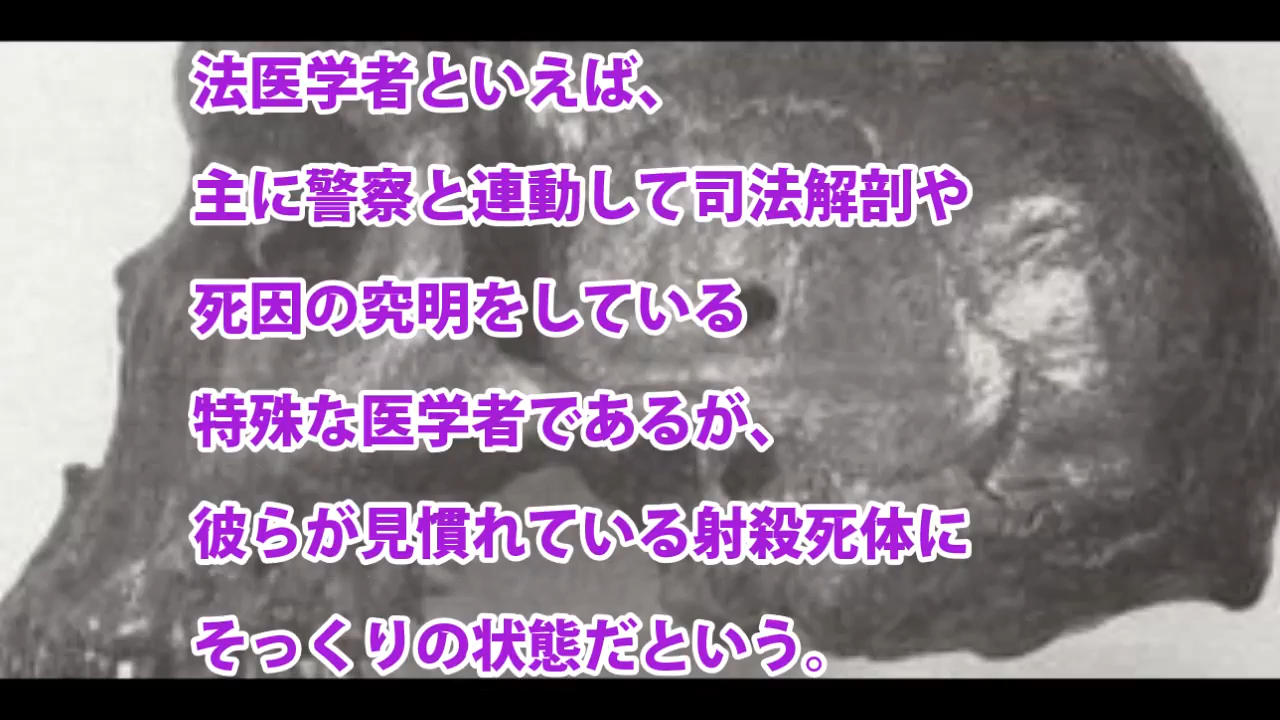 法医学者といえば、
主に警察と連動して司法解剖や
死因の究明をしている
特殊な医学者であるが、
彼らが見慣れている射殺死体に
そっくりの状態だという。